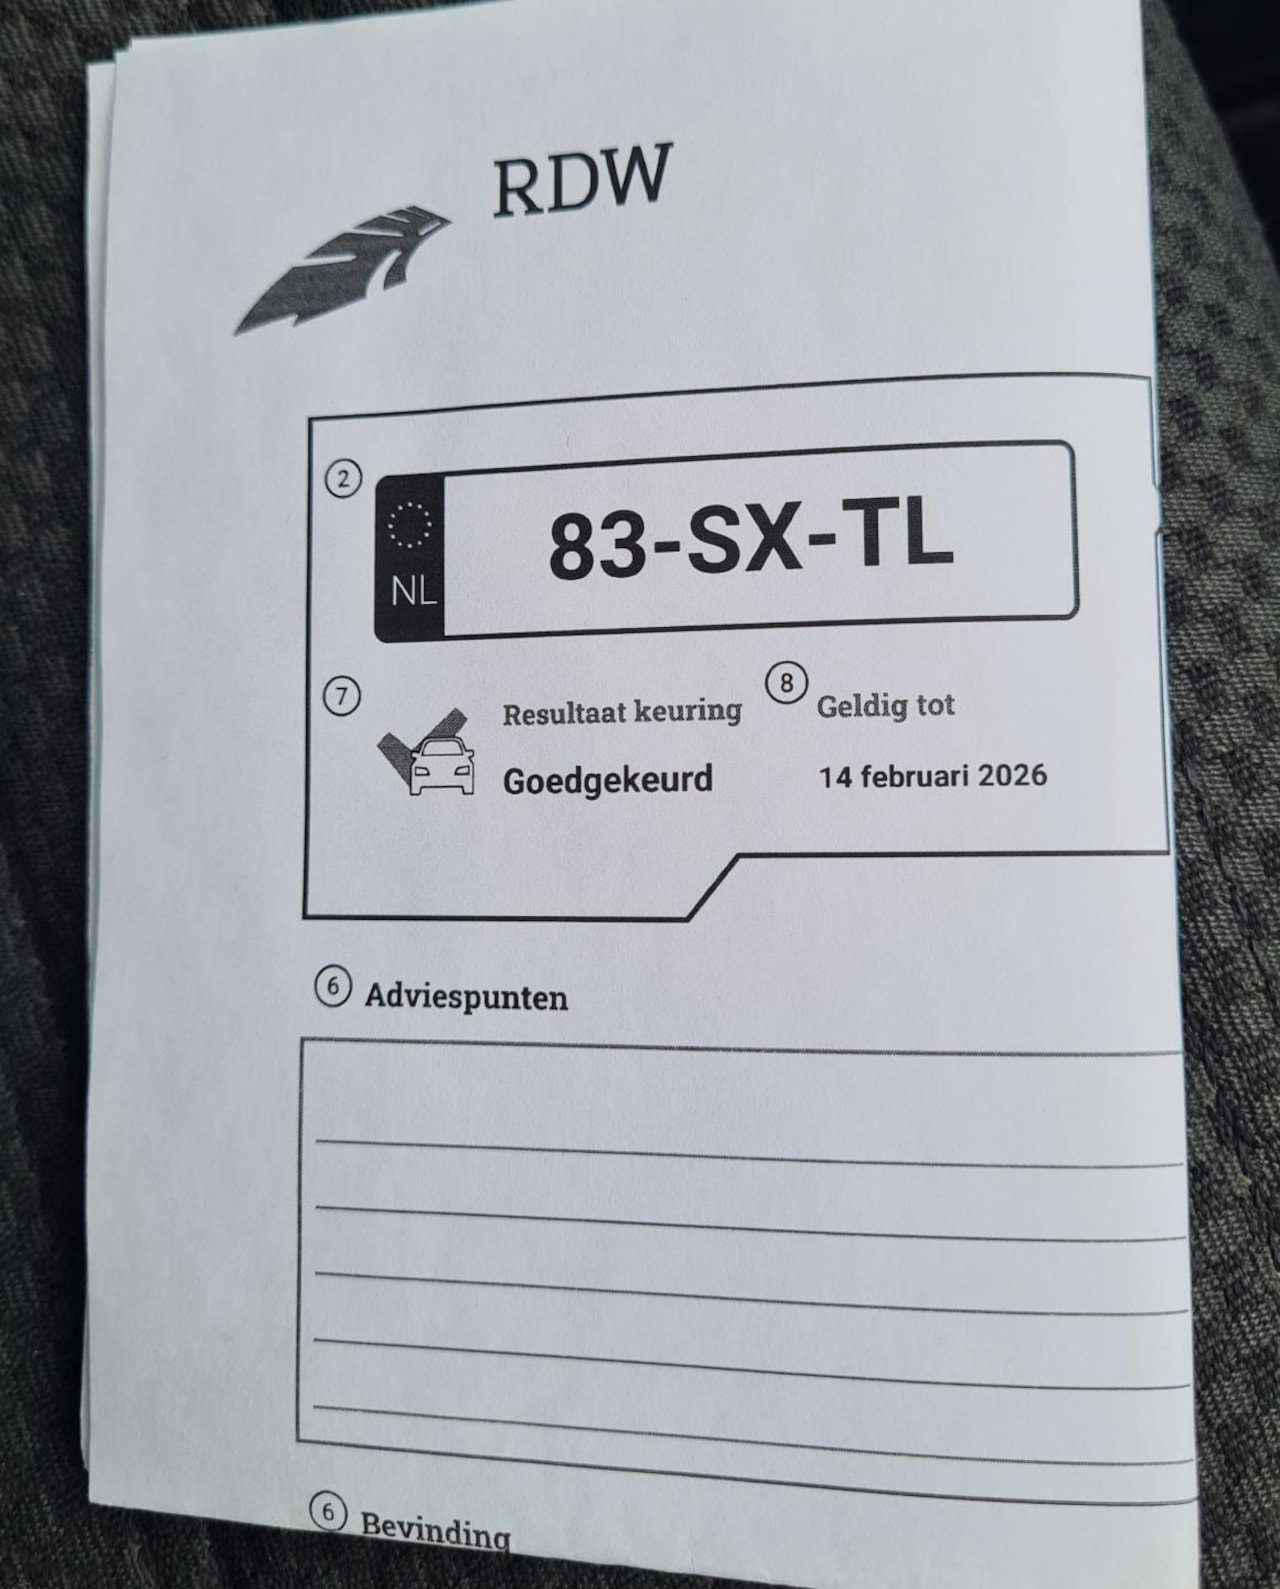 RDW
2
NL
83-SX-TL
7
Resultaat keuring
8
Geldig tot
Goedgekeurd
14 februari 2026
6 Adviespunten
6 Bevinding